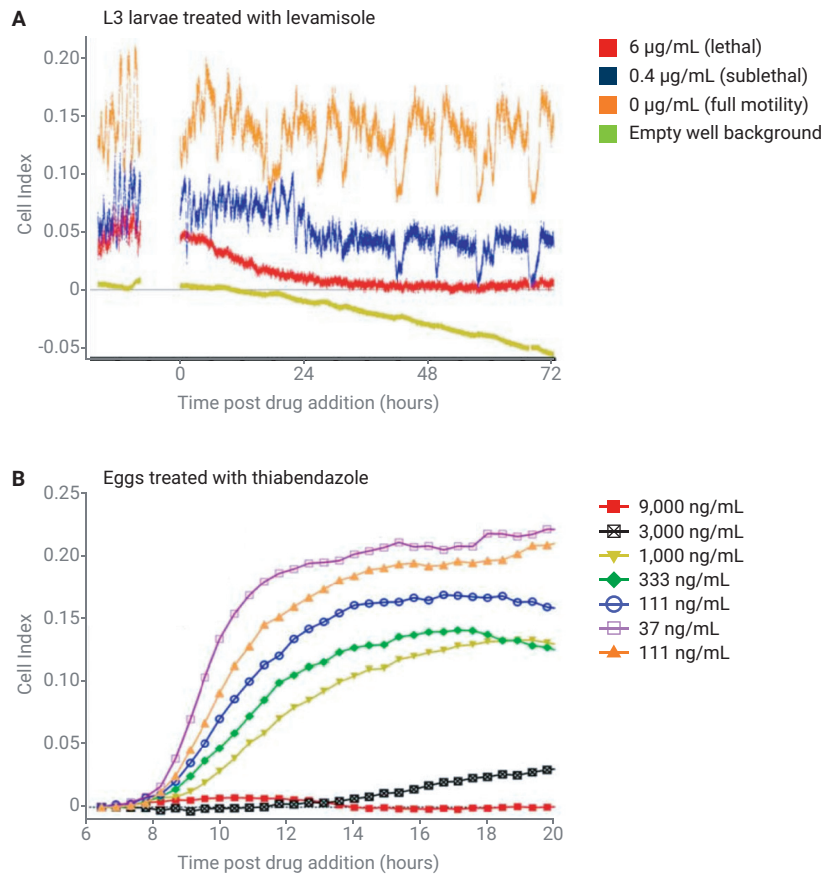 A L3 larvae treated with levamisole
0.20
0.15
0.10
0.05
0
-0.05
Cell Index
0 24 48 72
Time post drug addition (hours)
6 µg/mL (lethal)
0.4 µg/mL (sublethal)
0 µg/mL (full motility)
Empty well background
B Eggs treated with thiabendazole
0.25
0.20
0.15
0.10
0.05
0
Cell Index
6 8 10 12 14 16 18 20
Time post drug addition (hours)
9,000 ng/mL
3,000 ng/mL
1,000 ng/mL
333 ng/mL
111 ng/mL
37 ng/mL
111 ng/mL